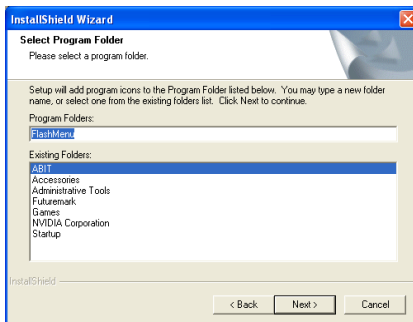 InstallShield Wizard
Select Program Folder
Please select a program folder.
Setup will add program icons to the Program Folder listed below. You may type a new folder
name, or select one from the existing folders list. Click Next to continue.
Program Folders:
FlashMenu
Existing Folders:
ABIT
Accessories
Administrative Tools
Futuremark
Games
NVIDIA Corporation
Startup
InstallShield
< Back
Next >
Cancel